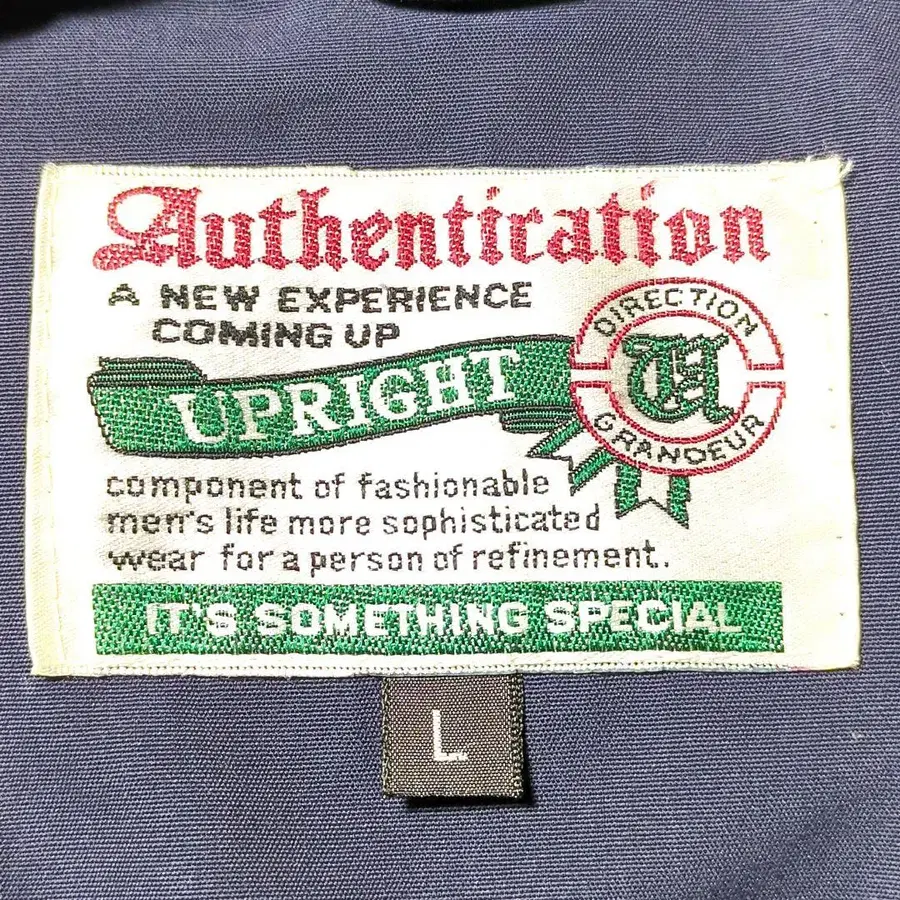 Authentication
A NEW EXPERIENCE
COMING UP
DIRECTION
U
GRANDEUR
UPRIGHT
component of fashionable
men's life more sophisticated
wear for a person of refinement.
IT'S SOMETHING SPECIAL
L